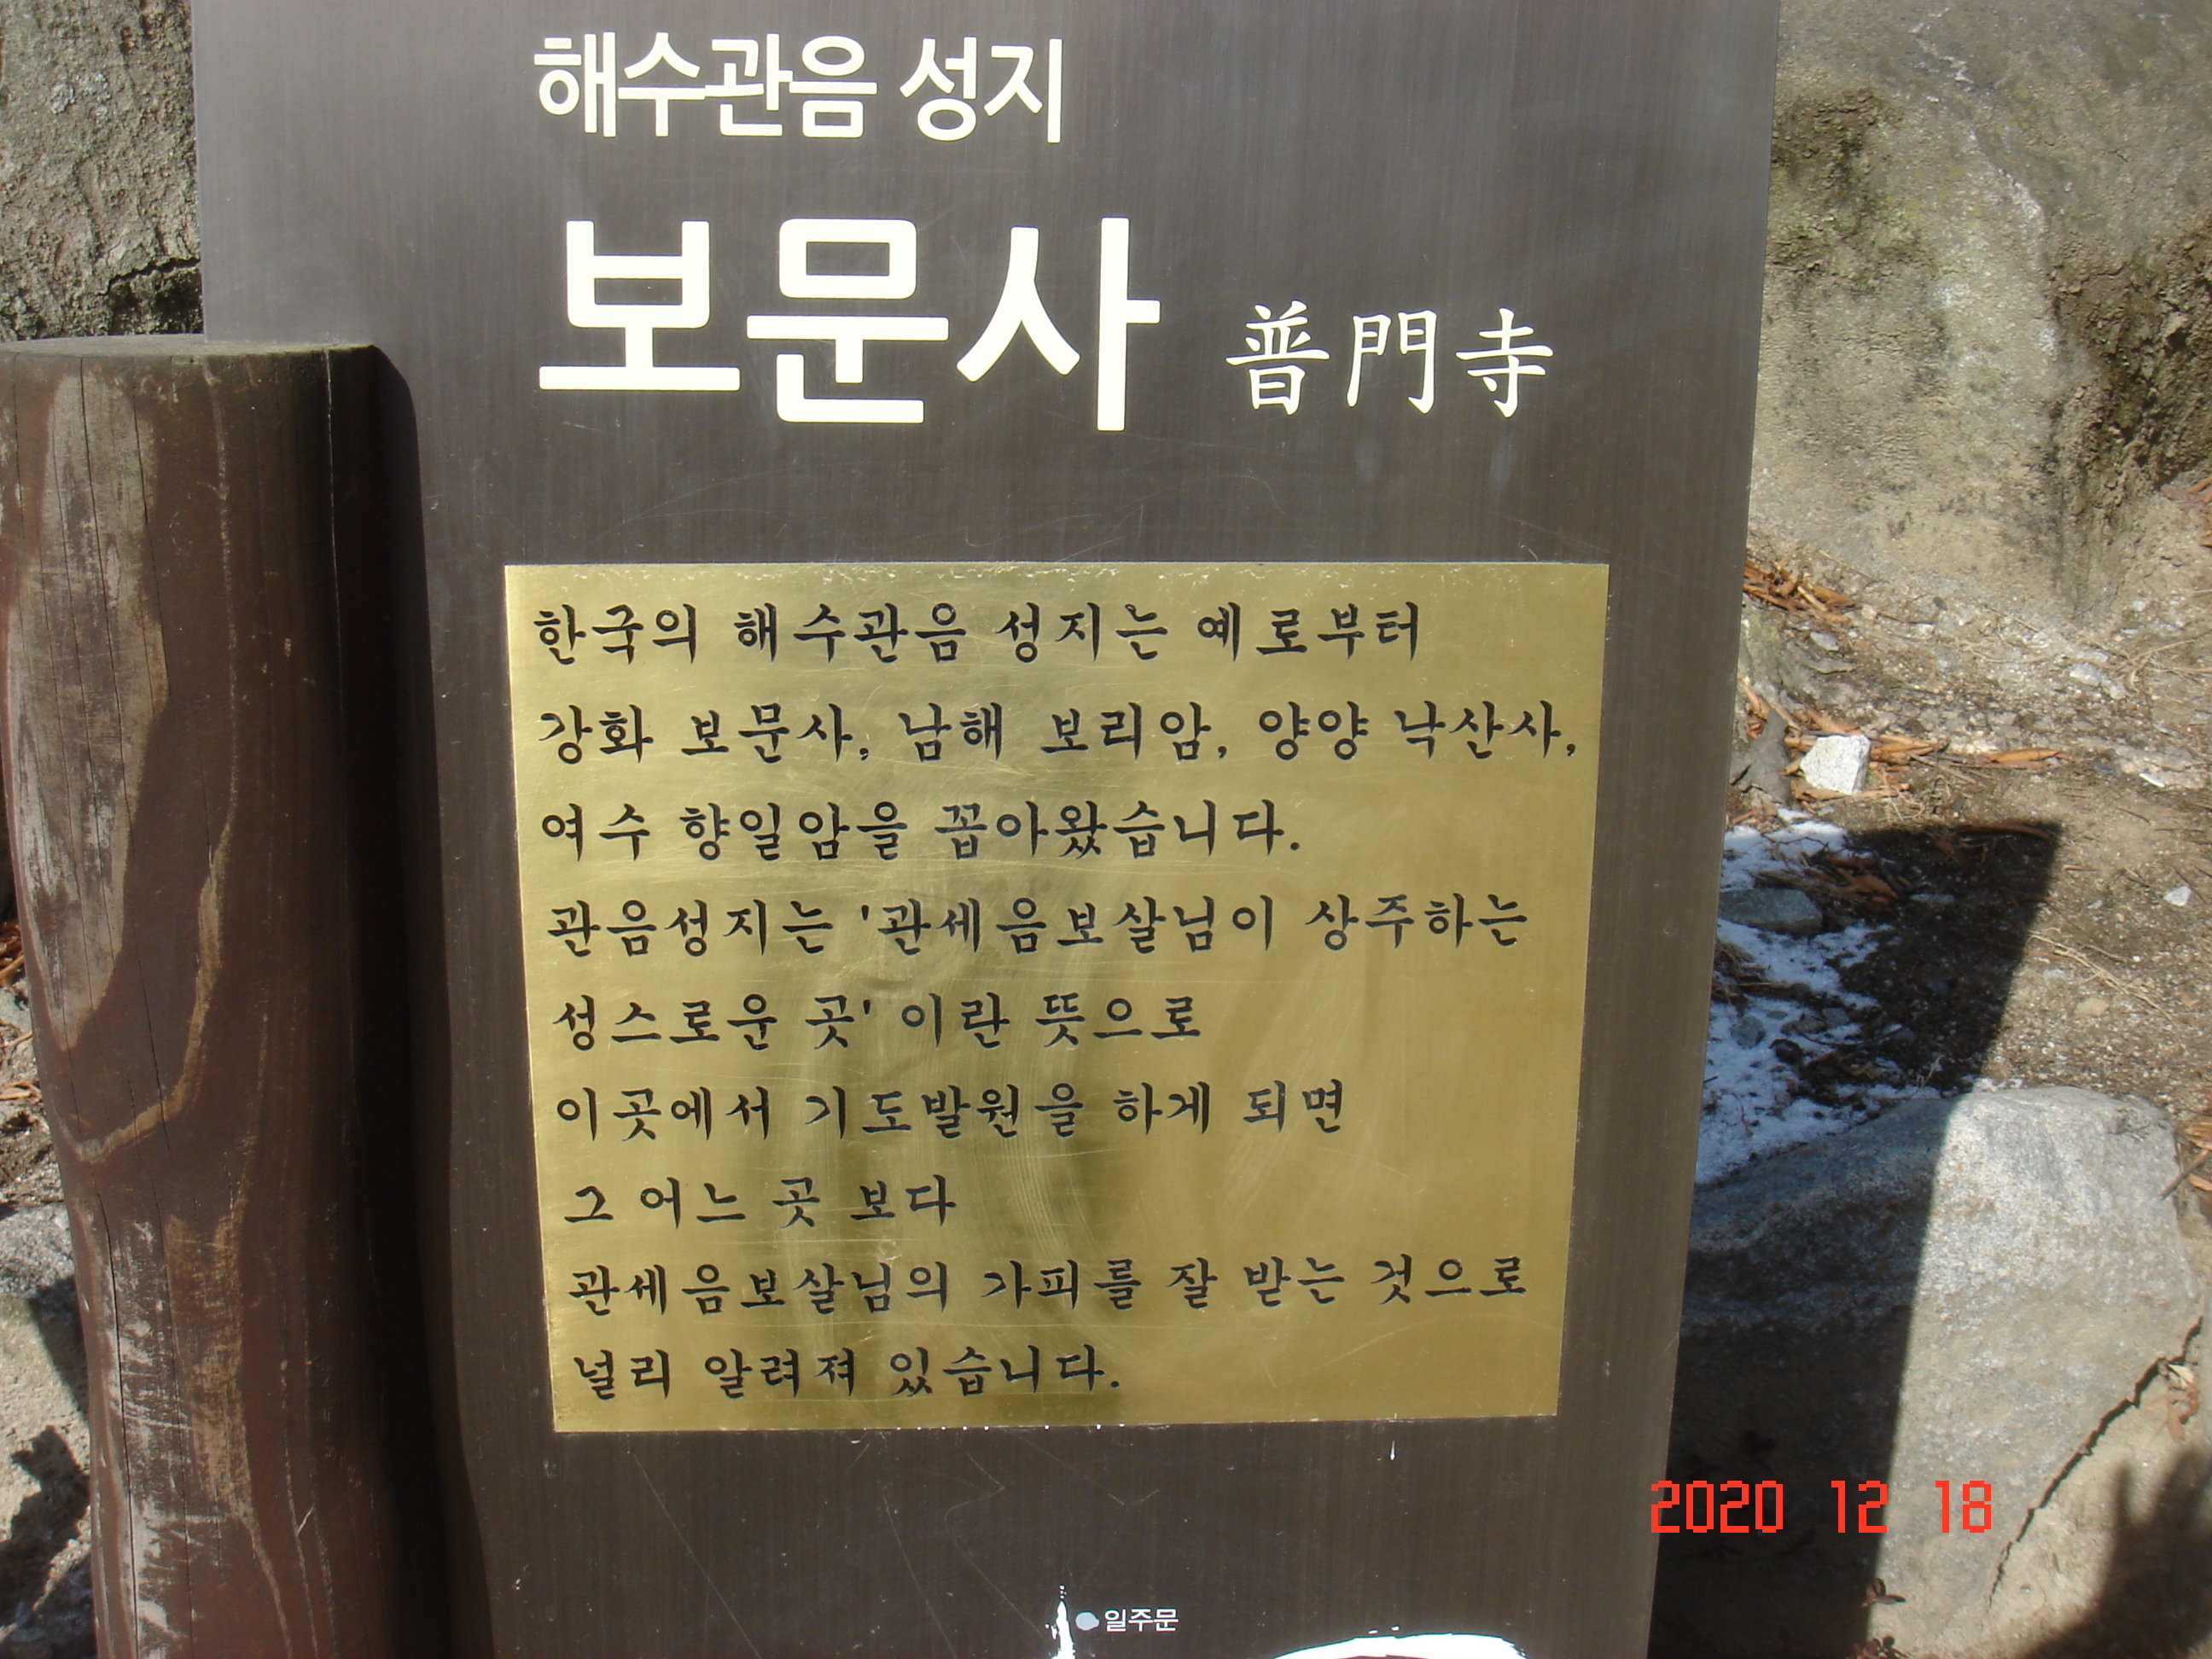 해수관음 성지
보문사 普門寺
한국의 해수관음 성지는 예로부터
강화 보문사, 남해 보리암, 양양 낙산사,
여수 향일암을 꼽아왔습니다.
관음성지는 '관세음보살님이 상주하는
성스로운 곳' 이란 뜻으로
이곳에서 기도발원을 하게 되면
그 어느 곳 보다
관세음보살님의 가피를 잘 받는 것으로
널리 알려져 있습니다.
2020 12 18
일주문